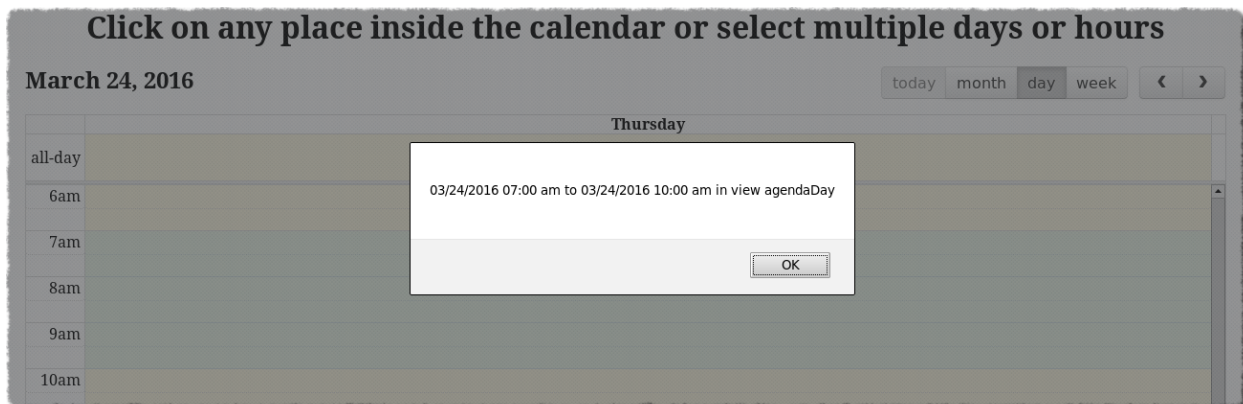 Click on any place inside the calendar or select multiple days or hours
March 24, 2016
today month day week
Thursday
all-day
03/24/2016 07:00 am to 03/24/2016 10:00 am in view agendaDay
6am
7am
OK
8am
9am
10am